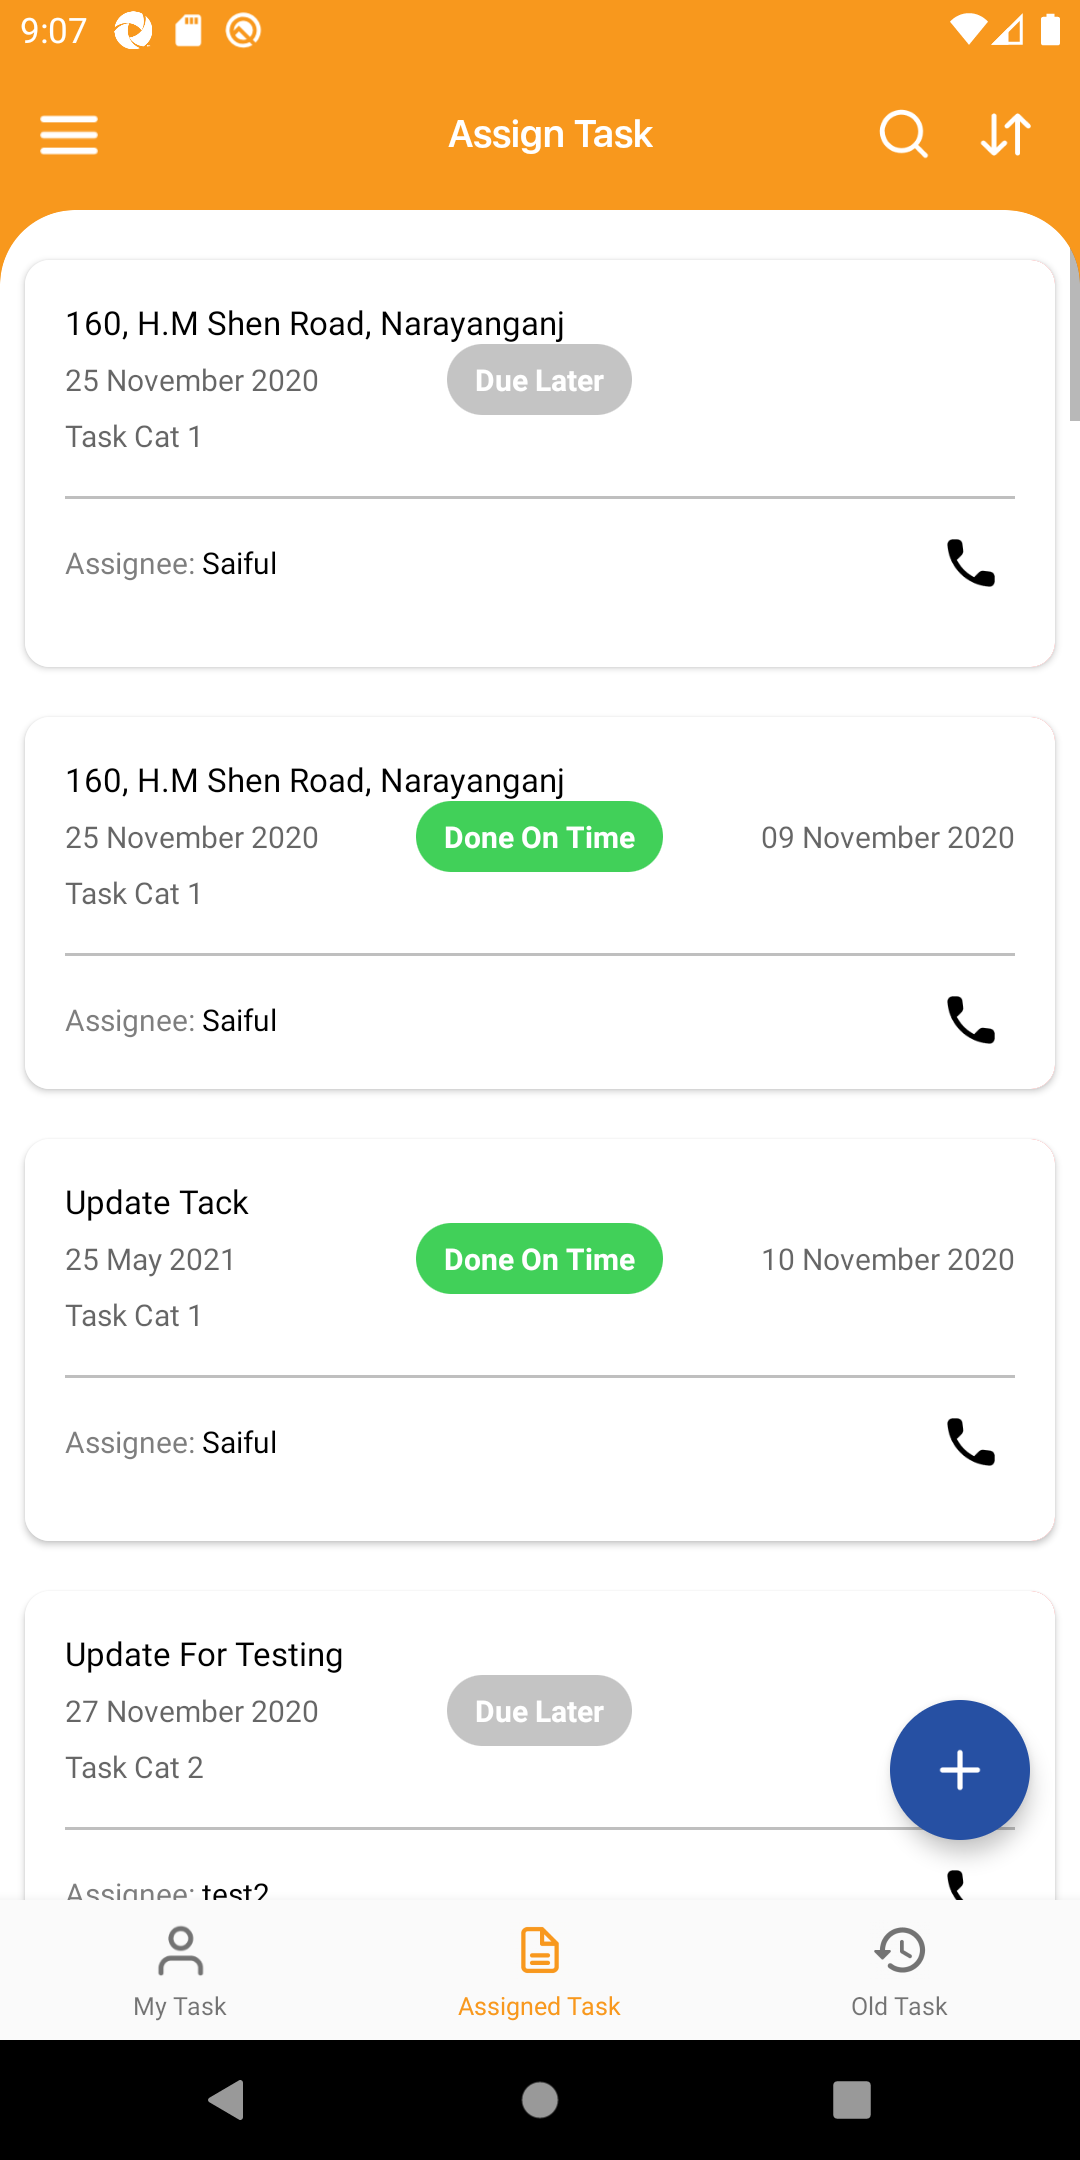 9:07
Assign Task
160, H.M Shen Road, Narayanganj
25 November 2020 Due Later
Task Cat 1
Assignee: Saiful
160, H.M Shen Road, Narayanganj
25 November 2020 Done On Time 09 November 2020
Task Cat 1
Assignee: Saiful
Update Tack
25 May 2021 Done On Time 10 November 2020
Task Cat 1
Assignee: Saiful
Update For Testing
27 November 2020 Due Later
Task Cat 2
Assignee: test2
My Task Assigned Task Old Task